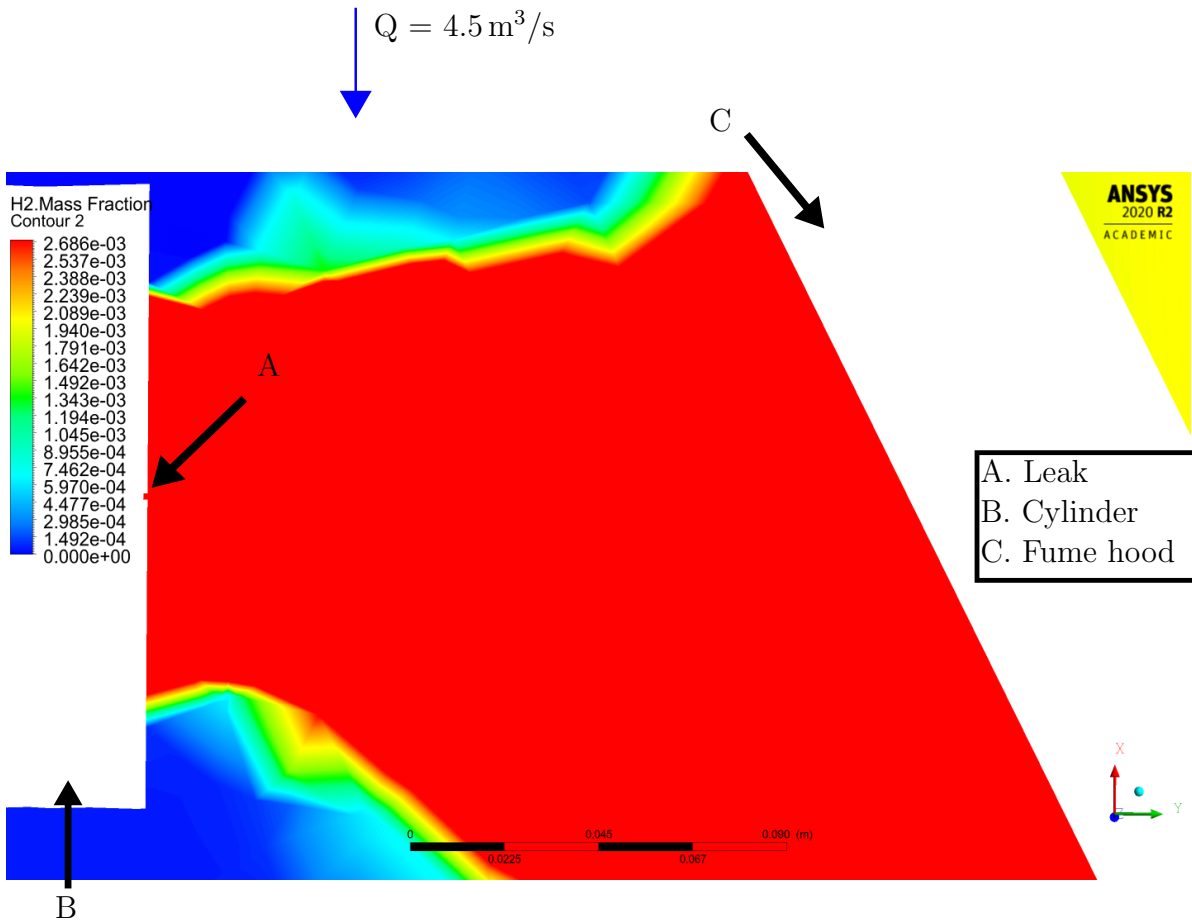 Q = 4.5 m³/s
C
H2.Mass Fraction
Contour 2
2.686e-03
2.537e-03
2.388e-03
2.239e-03
2.089e-03
1.940e-03
1.791e-03
1.642e-03
1.492e-03
1.343e-03
1.194e-03
1.045e-03
8.955e-04
7.462e-04
5.970e-04
4.477e-04
2.985e-04
1.492e-04
0.000e+00
ANSYS
2020 R2
ACADEMIC
A
A. Leak
B. Cylinder
C. Fume hood
X
Y
Z
0 0.045 0.090 (m)
0.0225 0.067
B